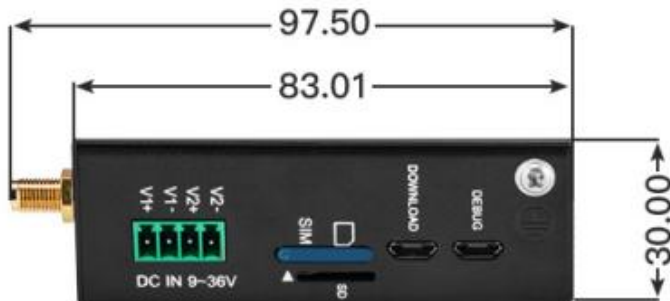 97.50
83.01
30.00
V1+
V1-
V2+
V2-
DC IN 9~36V
SIM
SD
DOWNLOAD
DEBUG